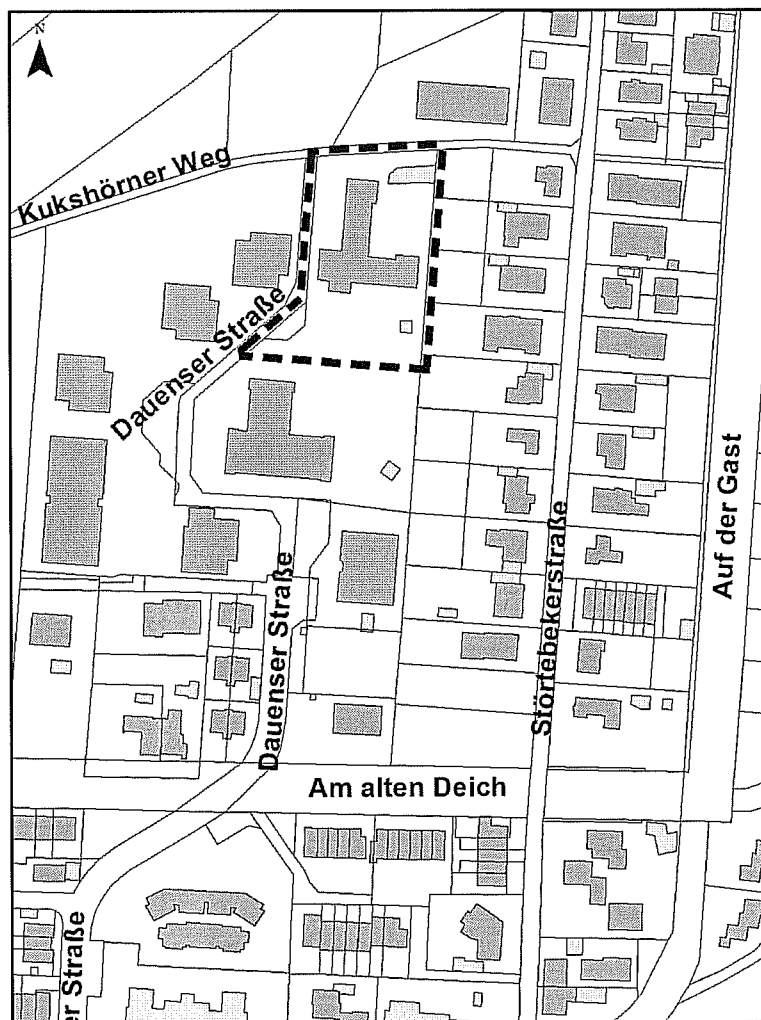 N
Kukshörner Weg
Dauenser Straße
Auf der Gast
Störtebekerstraße
Dauenser Straße
Am alten Deich
er Straße